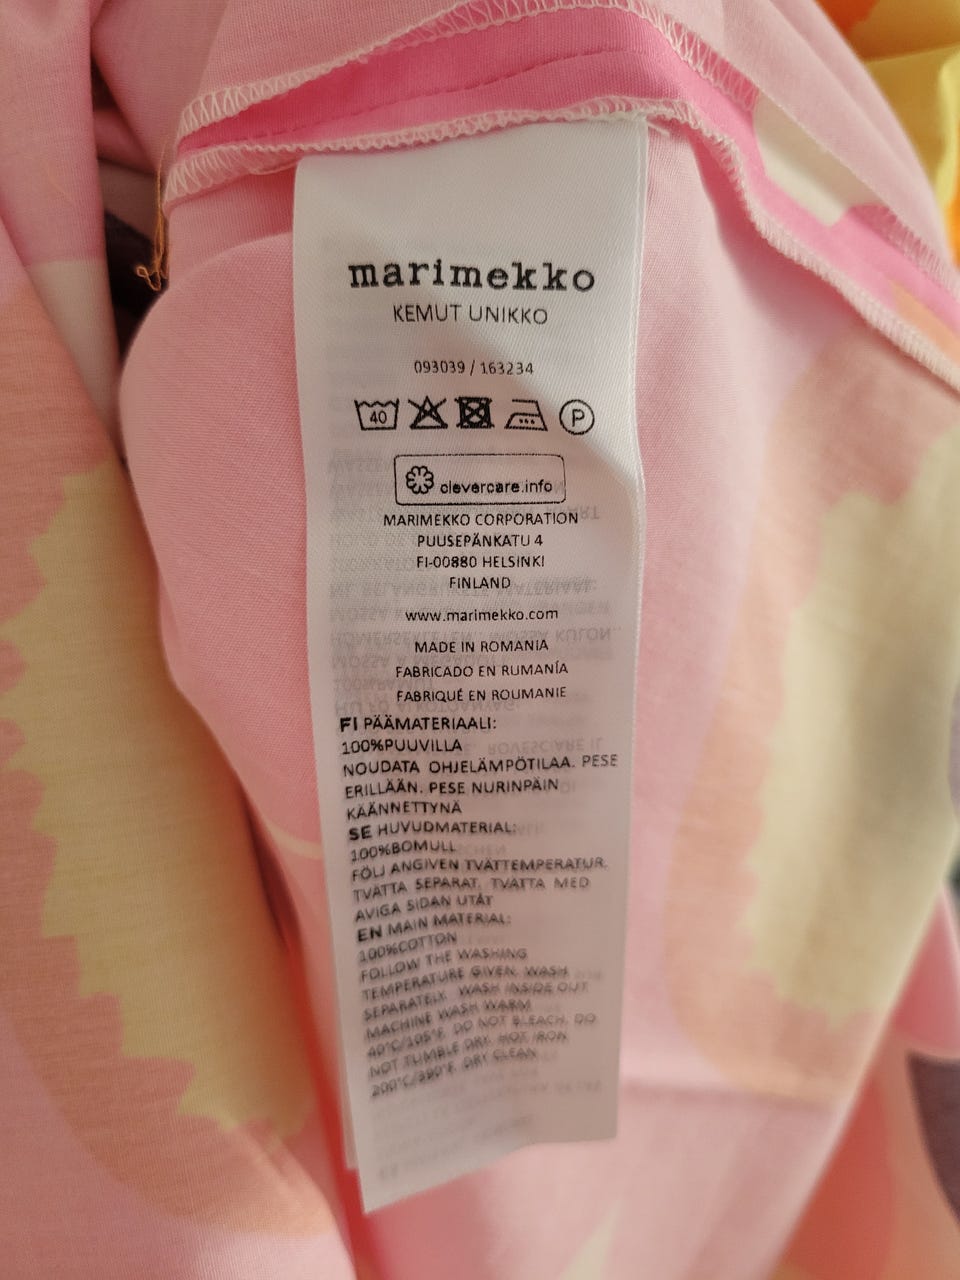 marimekko
KEMUT UNIKKO
093039 / 163234
40
P
clevercare.info
MARIMEKKO CORPORATION
PUUSEPÄNKATU 4
FI-00880 HELSINKI
FINLAND
www.marimekko.com
MADE IN ROMANIA
FABRICADO EN RUMANÍA
FABRIQUÉ EN ROUMANIE
FI PÄÄMATERIAALI:
100%PUUVILLA
NOUDATA OHJELÄMPÖTILAA. PESE
ERILLÄÄN. PESE NURINPÄIN
KÄÄNNETTYNÄ
SE HUVUDMATERIAL:
100%BOMULL
FÖLJ ANGIVEN TVÄTTEMPERATUR.
TVÄTTA SEPARAT. TVÄTTA MED
AVIGA SIDAN UTÅT
EN MAIN MATERIAL:
100%COTTON
FOLLOW THE WASHING
TEMPERATURE GIVEN. WASH
SEPARATELY. WASH INSIDE OUT
MACHINE WASH WARM
40°C/105°F. DO NOT BLEACH. DO
NOT TUMBLE DRY. HOT IRON
200°C/390°F. DRY CLEAN